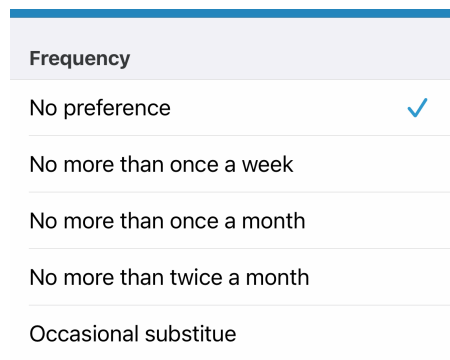 Frequency
No preference
No more than once a week
No more than once a month
No more than twice a month
Occasional substitue